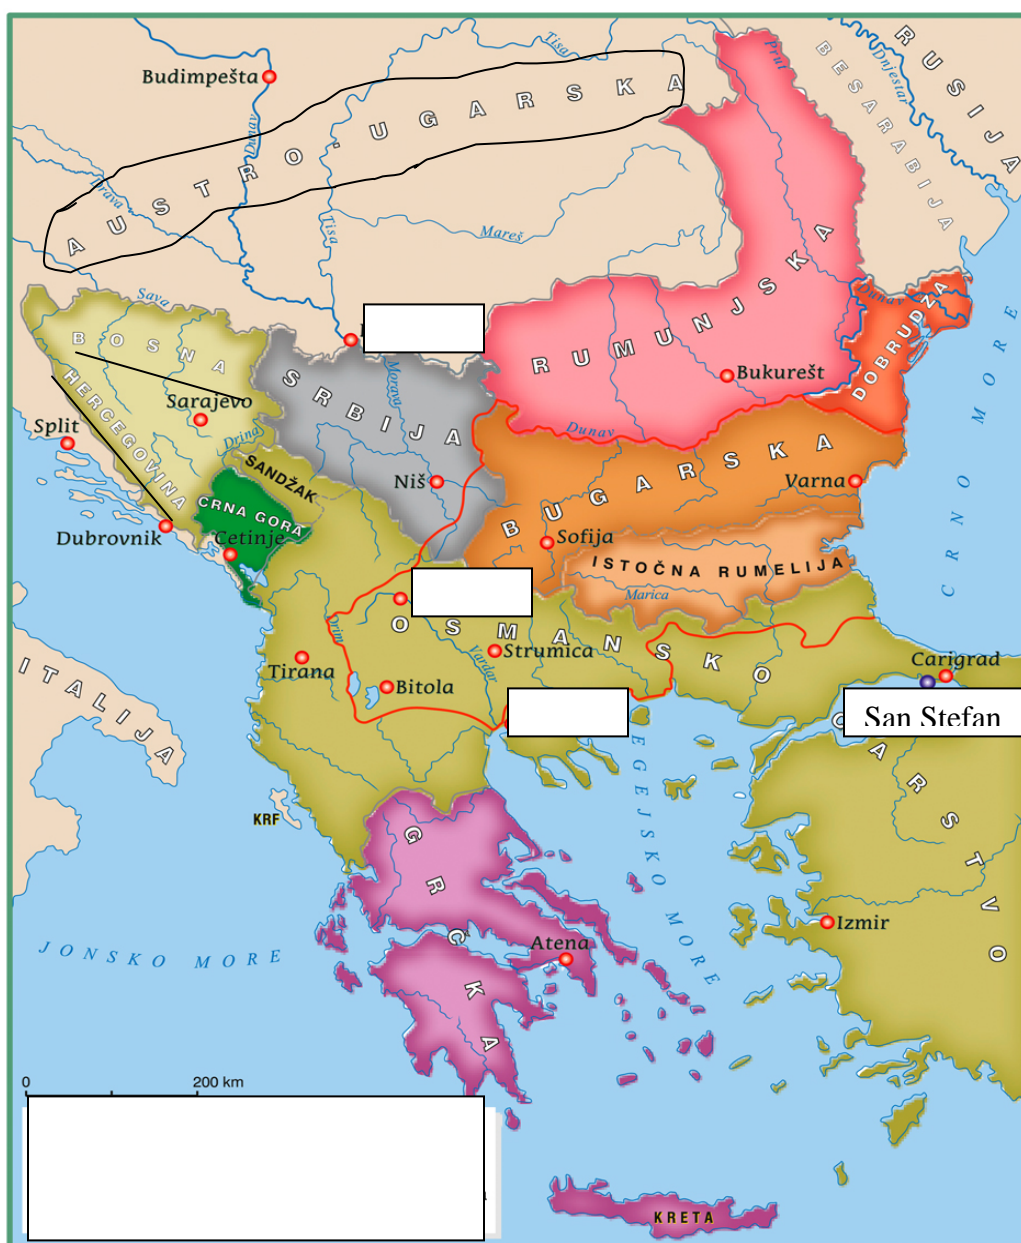 RUSIJA
BESARABIJA
Prut
Dnjestar
Tisa
Budimpešta
AUSTRO-UGARSKA
Dunav
Drava
Tisa
Mareš
Sava
RUMUNJSKA
Dunav
DOBRUDŽA
BOSNA
HERCEGOVINA
SRBIJA
Morava
Bukurešt
Sarajevo
Split
Drina
Dunav
CRNO MORE
SANDŽAK
Niš
BUGARSKA
Varna
CRNA GORA
Dubrovnik
Cetinje
Sofija
ISTOČNA RUMELIJA
Marica
OSMANSKO CARSTVO
Drim
Vardar
Strumica
Tirana
Bitola
Carigrad
San Stefan
ITALIJA
KRF
EGEJSKO MORE
GRČKA
JONSKO MORE
Atena
Izmir
0 200 km
KRETA